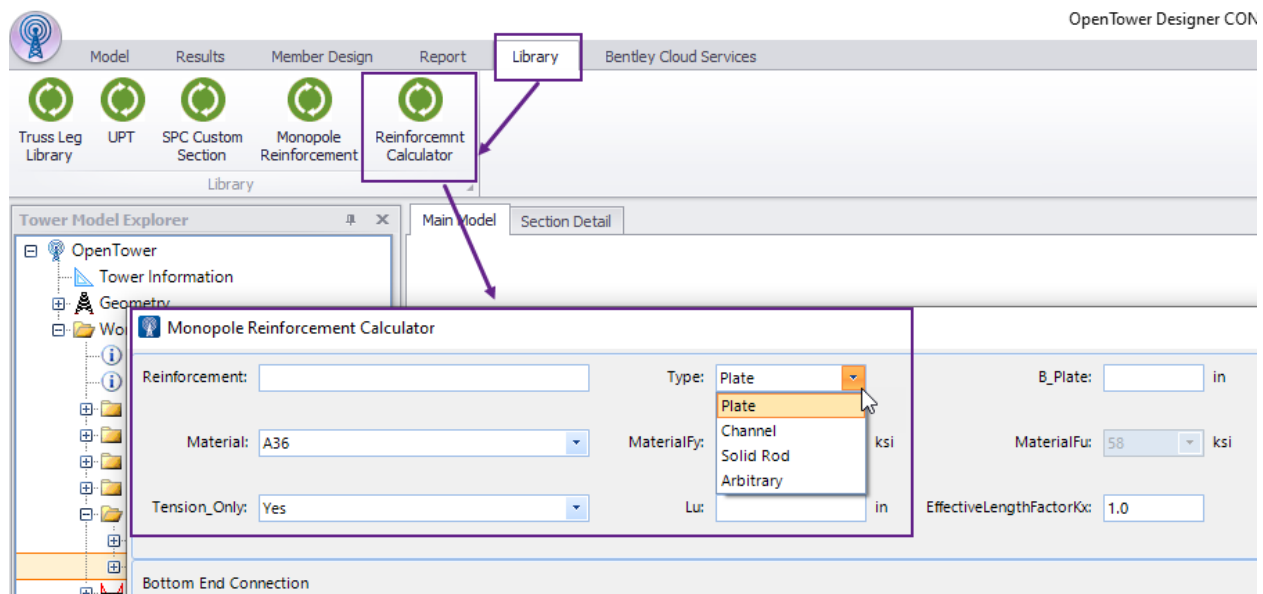 OpenTower Designer CON
Model Results Member Design Report Library Bentley Cloud Services
Truss Leg Library
UPT
SPC Custom Section
Monopole Reinforcement
Reinforcemnt Calculator
Library
Tower Model Explorer
Main Model Section Detail
OpenTower
Tower Information
Geometry
Wo
Monopole Reinforcement Calculator
Reinforcement: Type: Plate B_Plate: in
Plate
Channel
Solid Rod
Arbitrary
Material: A36 MaterialFy: ksi MaterialFu: 58 ksi
Tension_Only: Yes Lu: in EffectiveLengthFactorKx: 1.0
Bottom End Connection